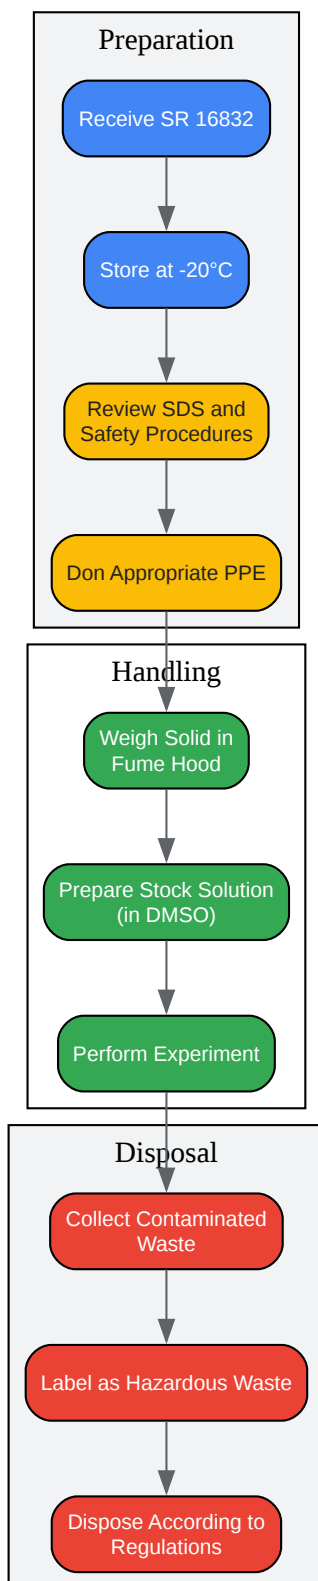 Preparation
Receive SR 16832
Store at -20°C
Review SDS and
Safety Procedures
Don Appropriate PPE
Handling
Weigh Solid in
Fume Hood
Prepare Stock Solution
(in DMSO)
Perform Experiment
Disposal
Collect Contaminated
Waste
Label as Hazardous Waste
Dispose According to
Regulations